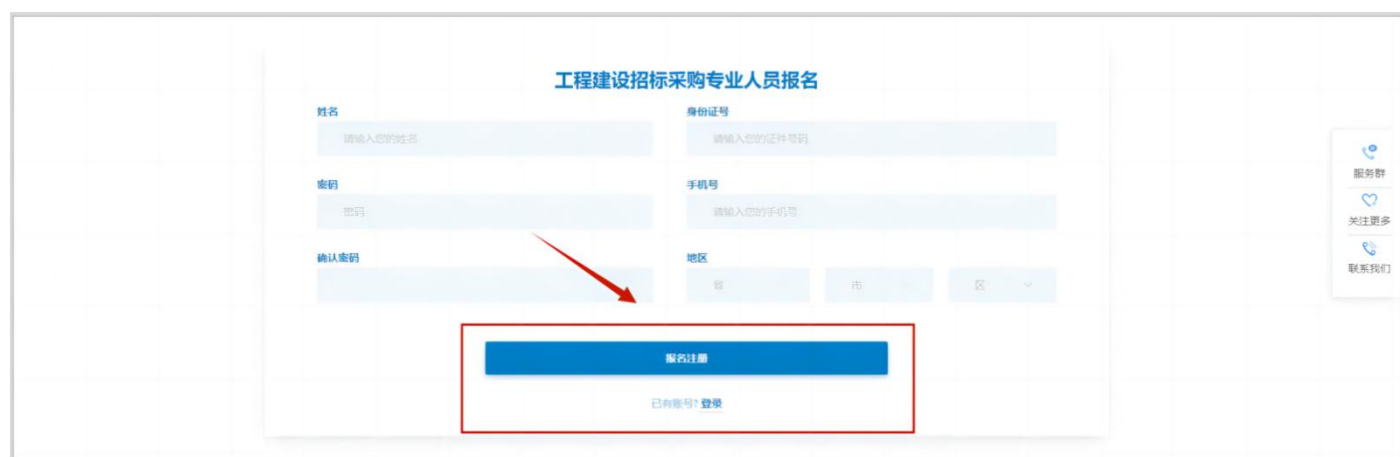 工程建设招标采购专业人员报名
姓名
身份证号
请输入您的姓名
请输入您的证件号码
密码
手机号
密码
请输入您的手机号
确认密码
地区
省
市
区
报名注册
已有账号? 登录
服务群
关注更多
联系我们